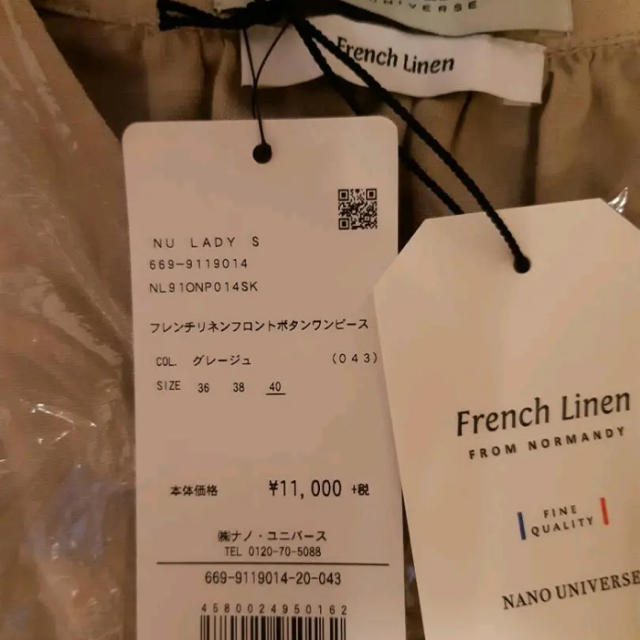 UNIVERSE
French Linen
NU LADY S
669-9119014
NL91ONP014SK
フレンチリネンフロントボタンワンピース
COL. グレージュ (043)
SIZE 36 38 40
本体価格 ¥11,000 +税
㈱ナノ・ユニバース
TEL 0120-70-5088
669-9119014-20-043
4580024950162
French Linen
FROM NORMANDY
FINE
QUALITY
NANO UNIVERSE